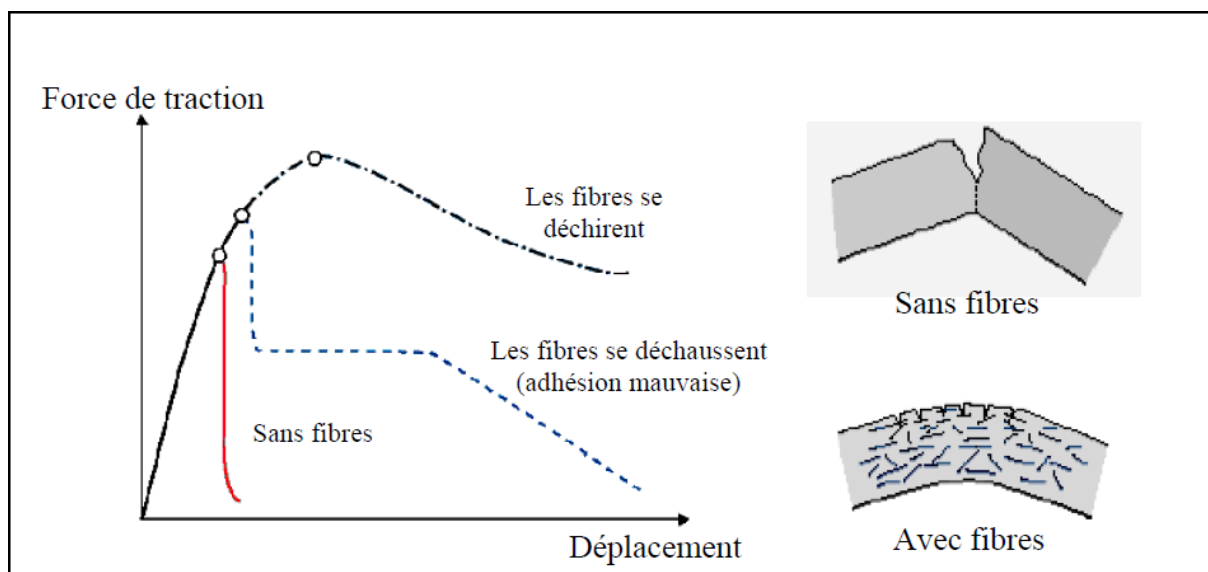 Force de traction
Les fibres se
déchirent
Sans fibres
Les fibres se déchaussent
(adhésion mauvaise)
Sans fibres
Déplacement
Avec fibres